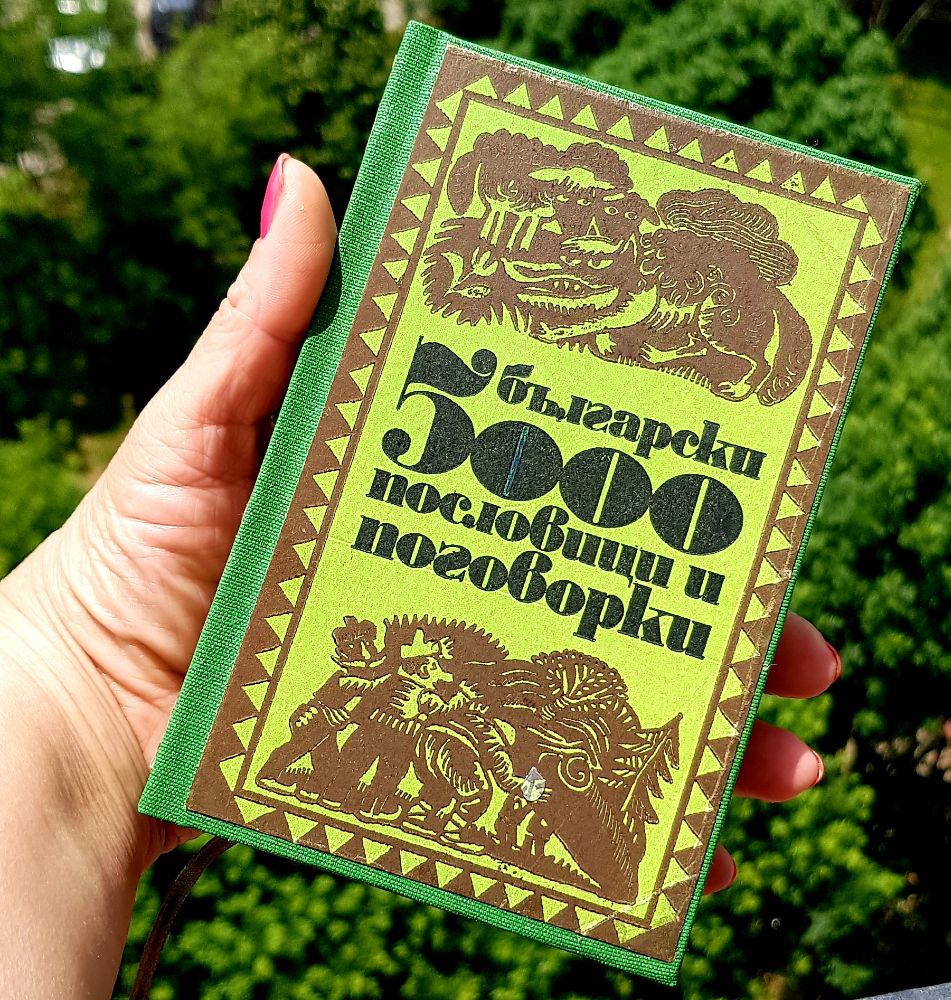 български
5000
пословици и
поговорки